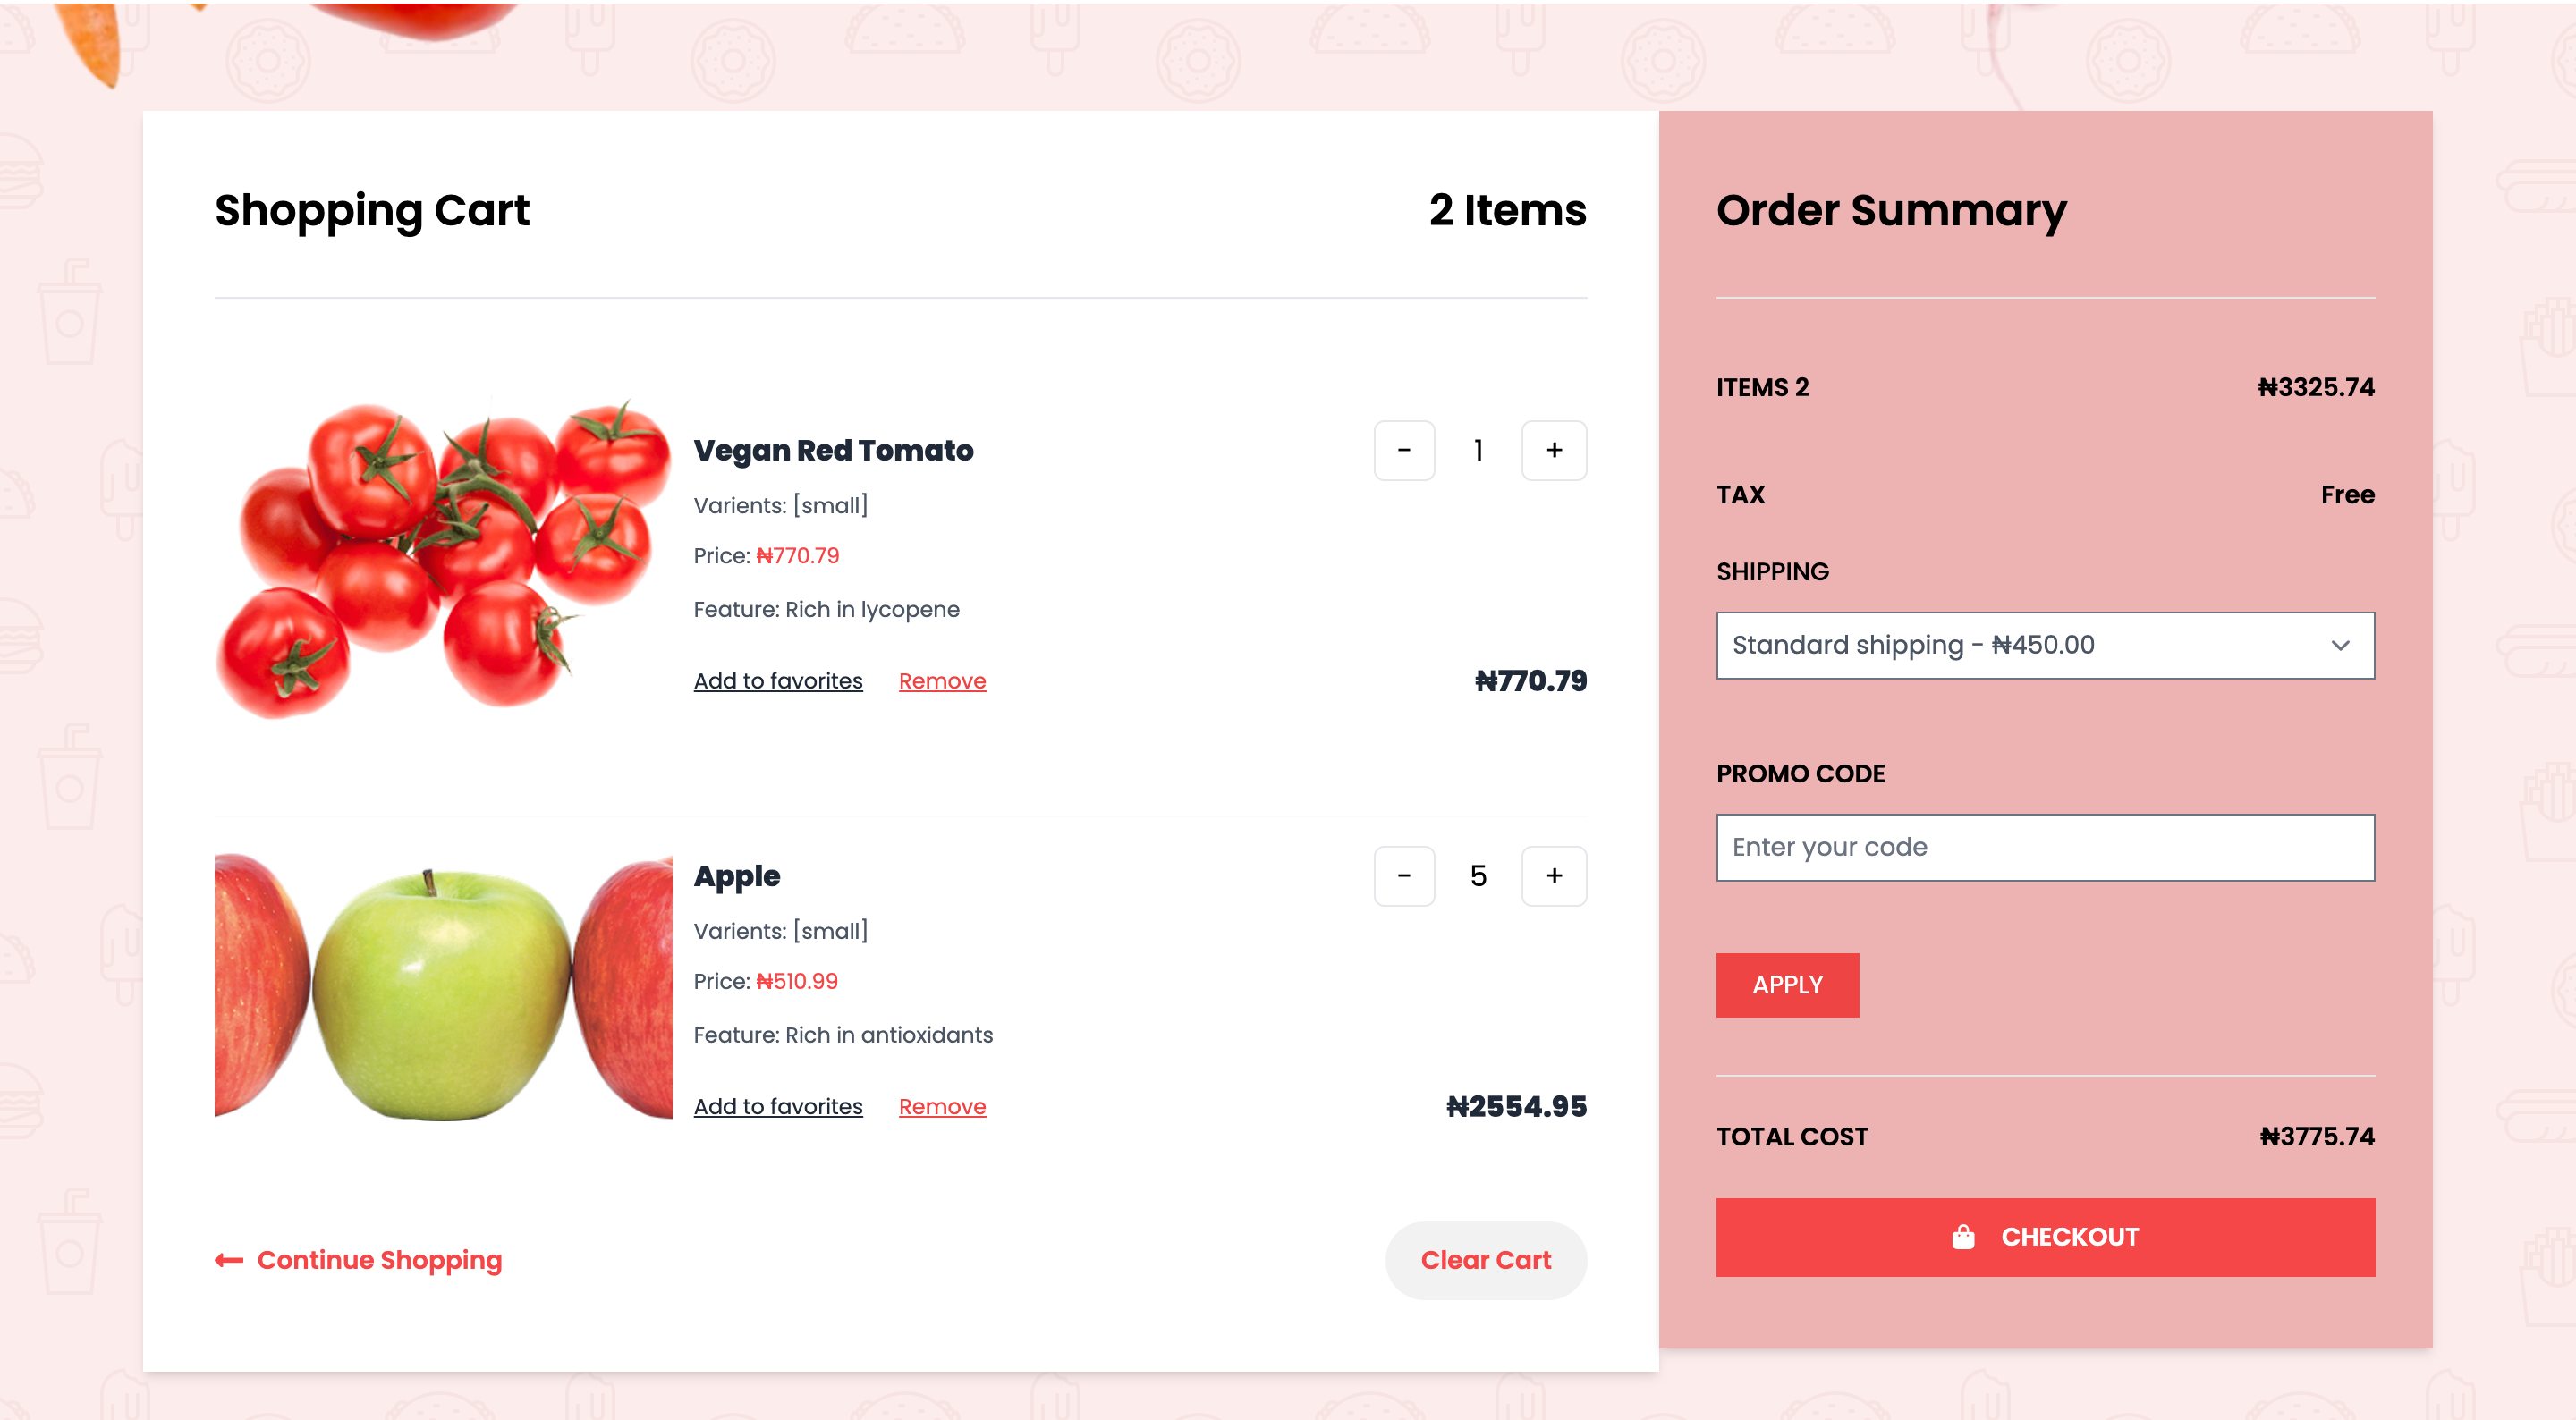 Shopping Cart
2 Items
Vegan Red Tomato
- 1 +
Varients: [small]
Price: ₦770.79
Feature: Rich in lycopene
Add to favorites Remove
₦770.79
Apple
- 5 +
Varients: [small]
Price: ₦510.99
Feature: Rich in antioxidants
Add to favorites Remove
₦2554.95
Continue Shopping
Clear Cart
Order Summary
ITEMS 2 ₦3325.74
TAX Free
SHIPPING
Standard shipping - ₦450.00
PROMO CODE
Enter your code
APPLY
TOTAL COST ₦3775.74
CHECKOUT